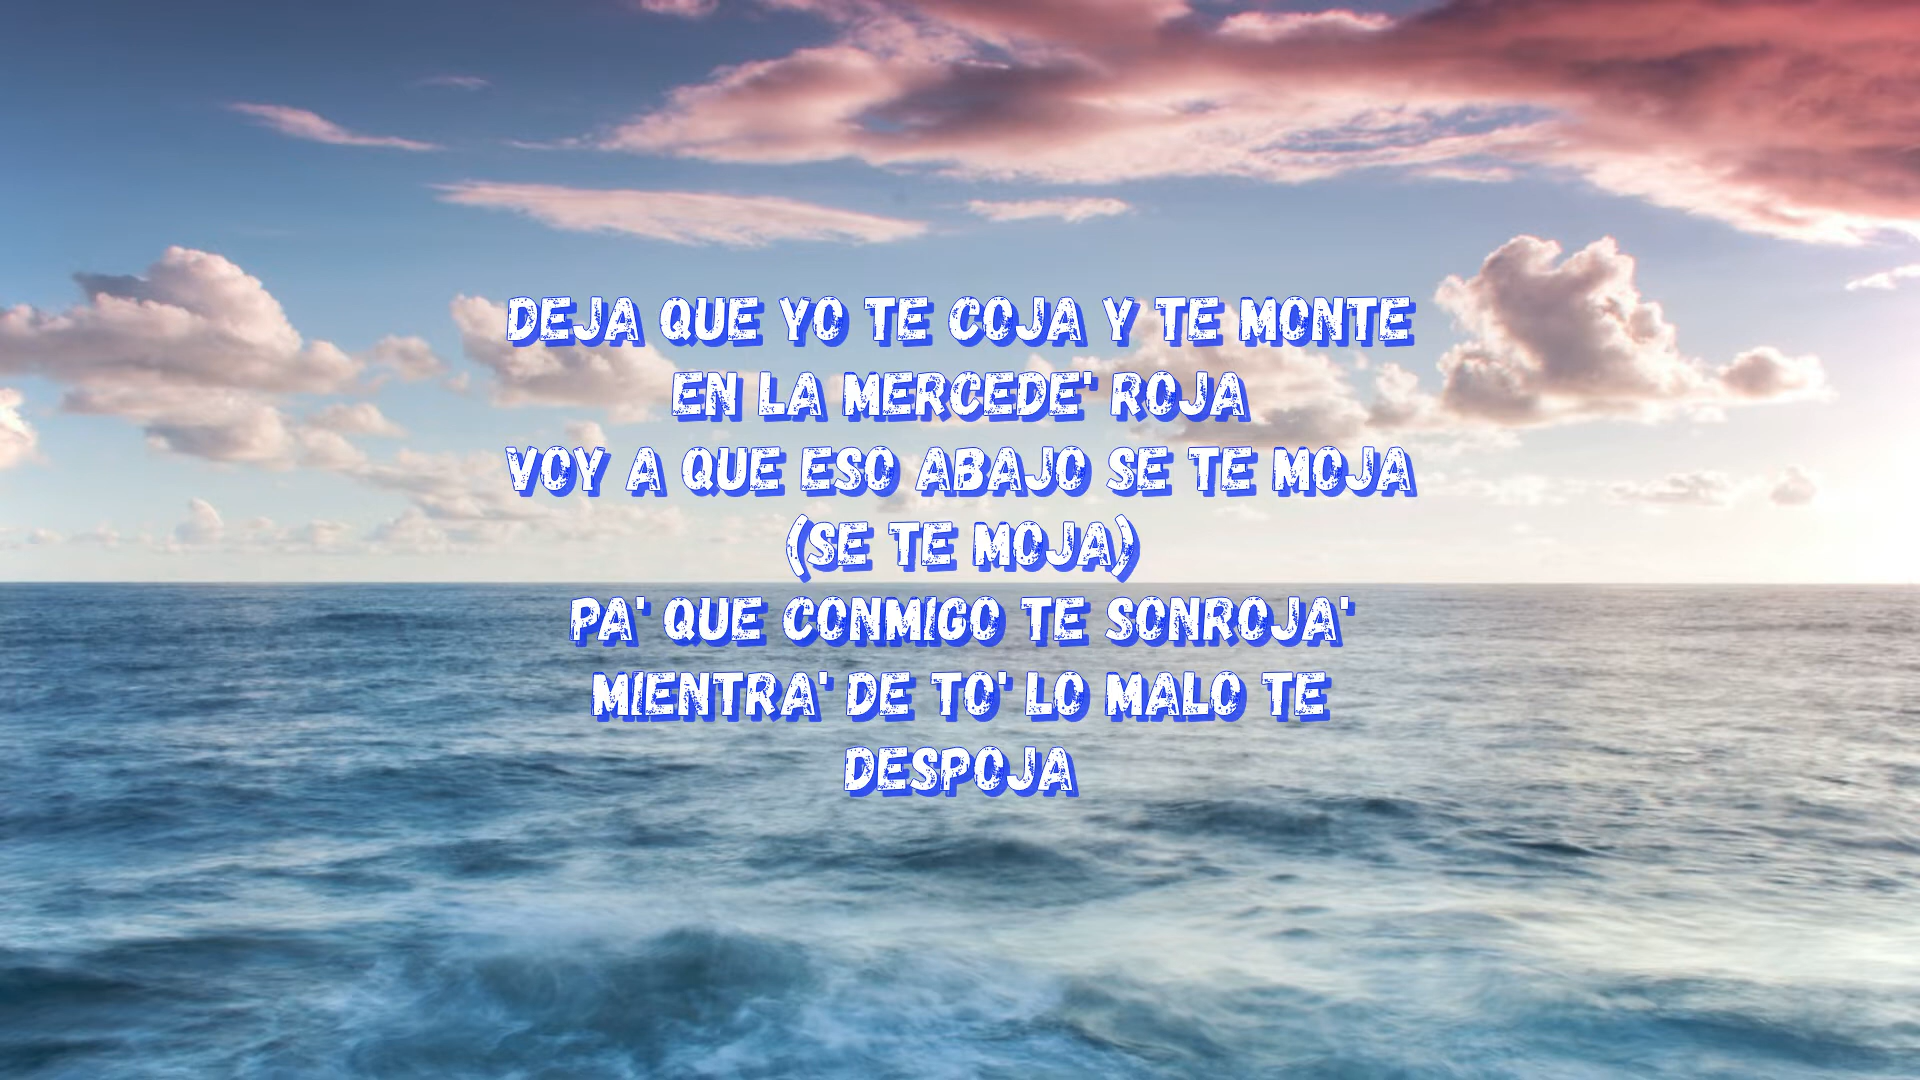 DEJA QUE YO TE COJA Y TE MONTE
EN LA MERCEDE' ROJA
VOY A QUE ESO ABAJO SE TE MOJA
(SE TE MOJA)
PA' QUE CONMIGO TE SONROJA'
MIENTRA' DE TO' LO MALO TE
DESPOJA